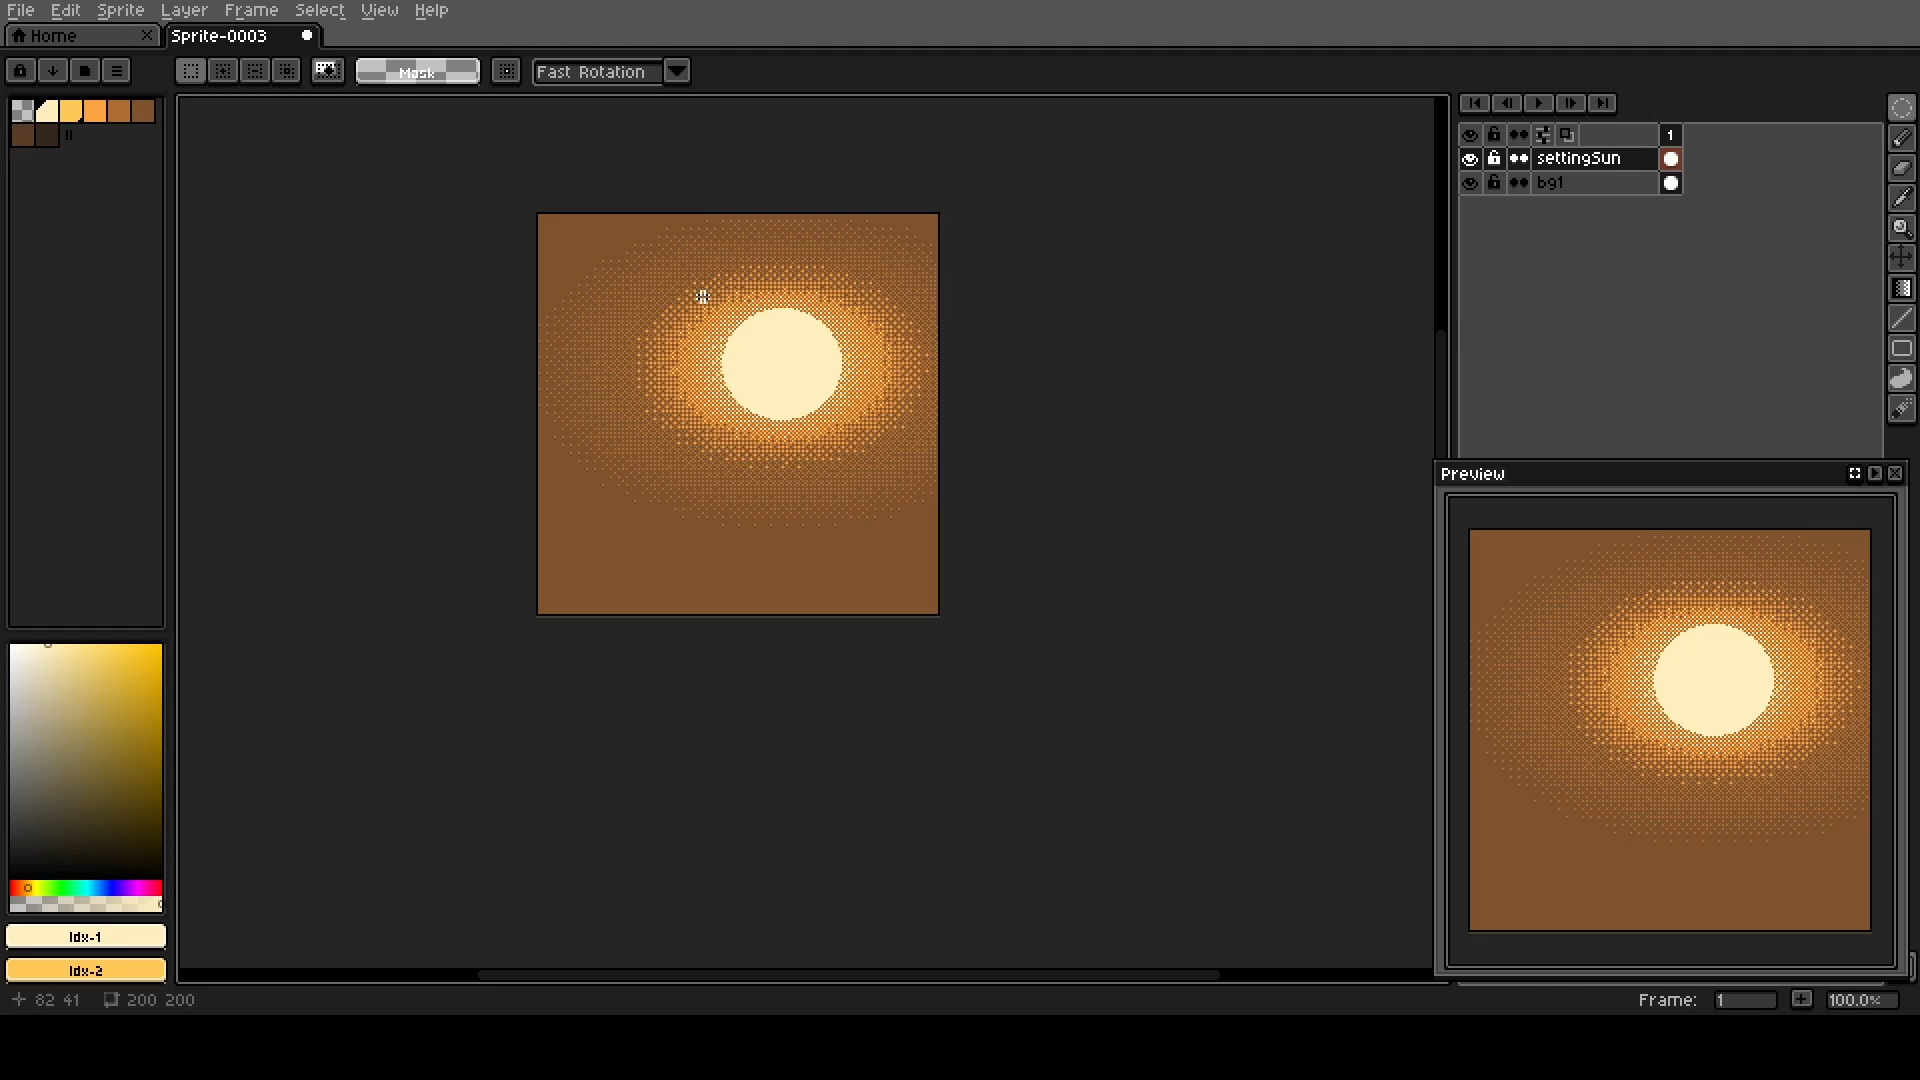 File Edit Sprite Layer Frame Select View Help
Home Sprite-0003
Mask Fast Rotation
1
settingSun
bg1
Preview
Idx-1
Idx-2
82 41 200 200 Frame: 1 100.0%